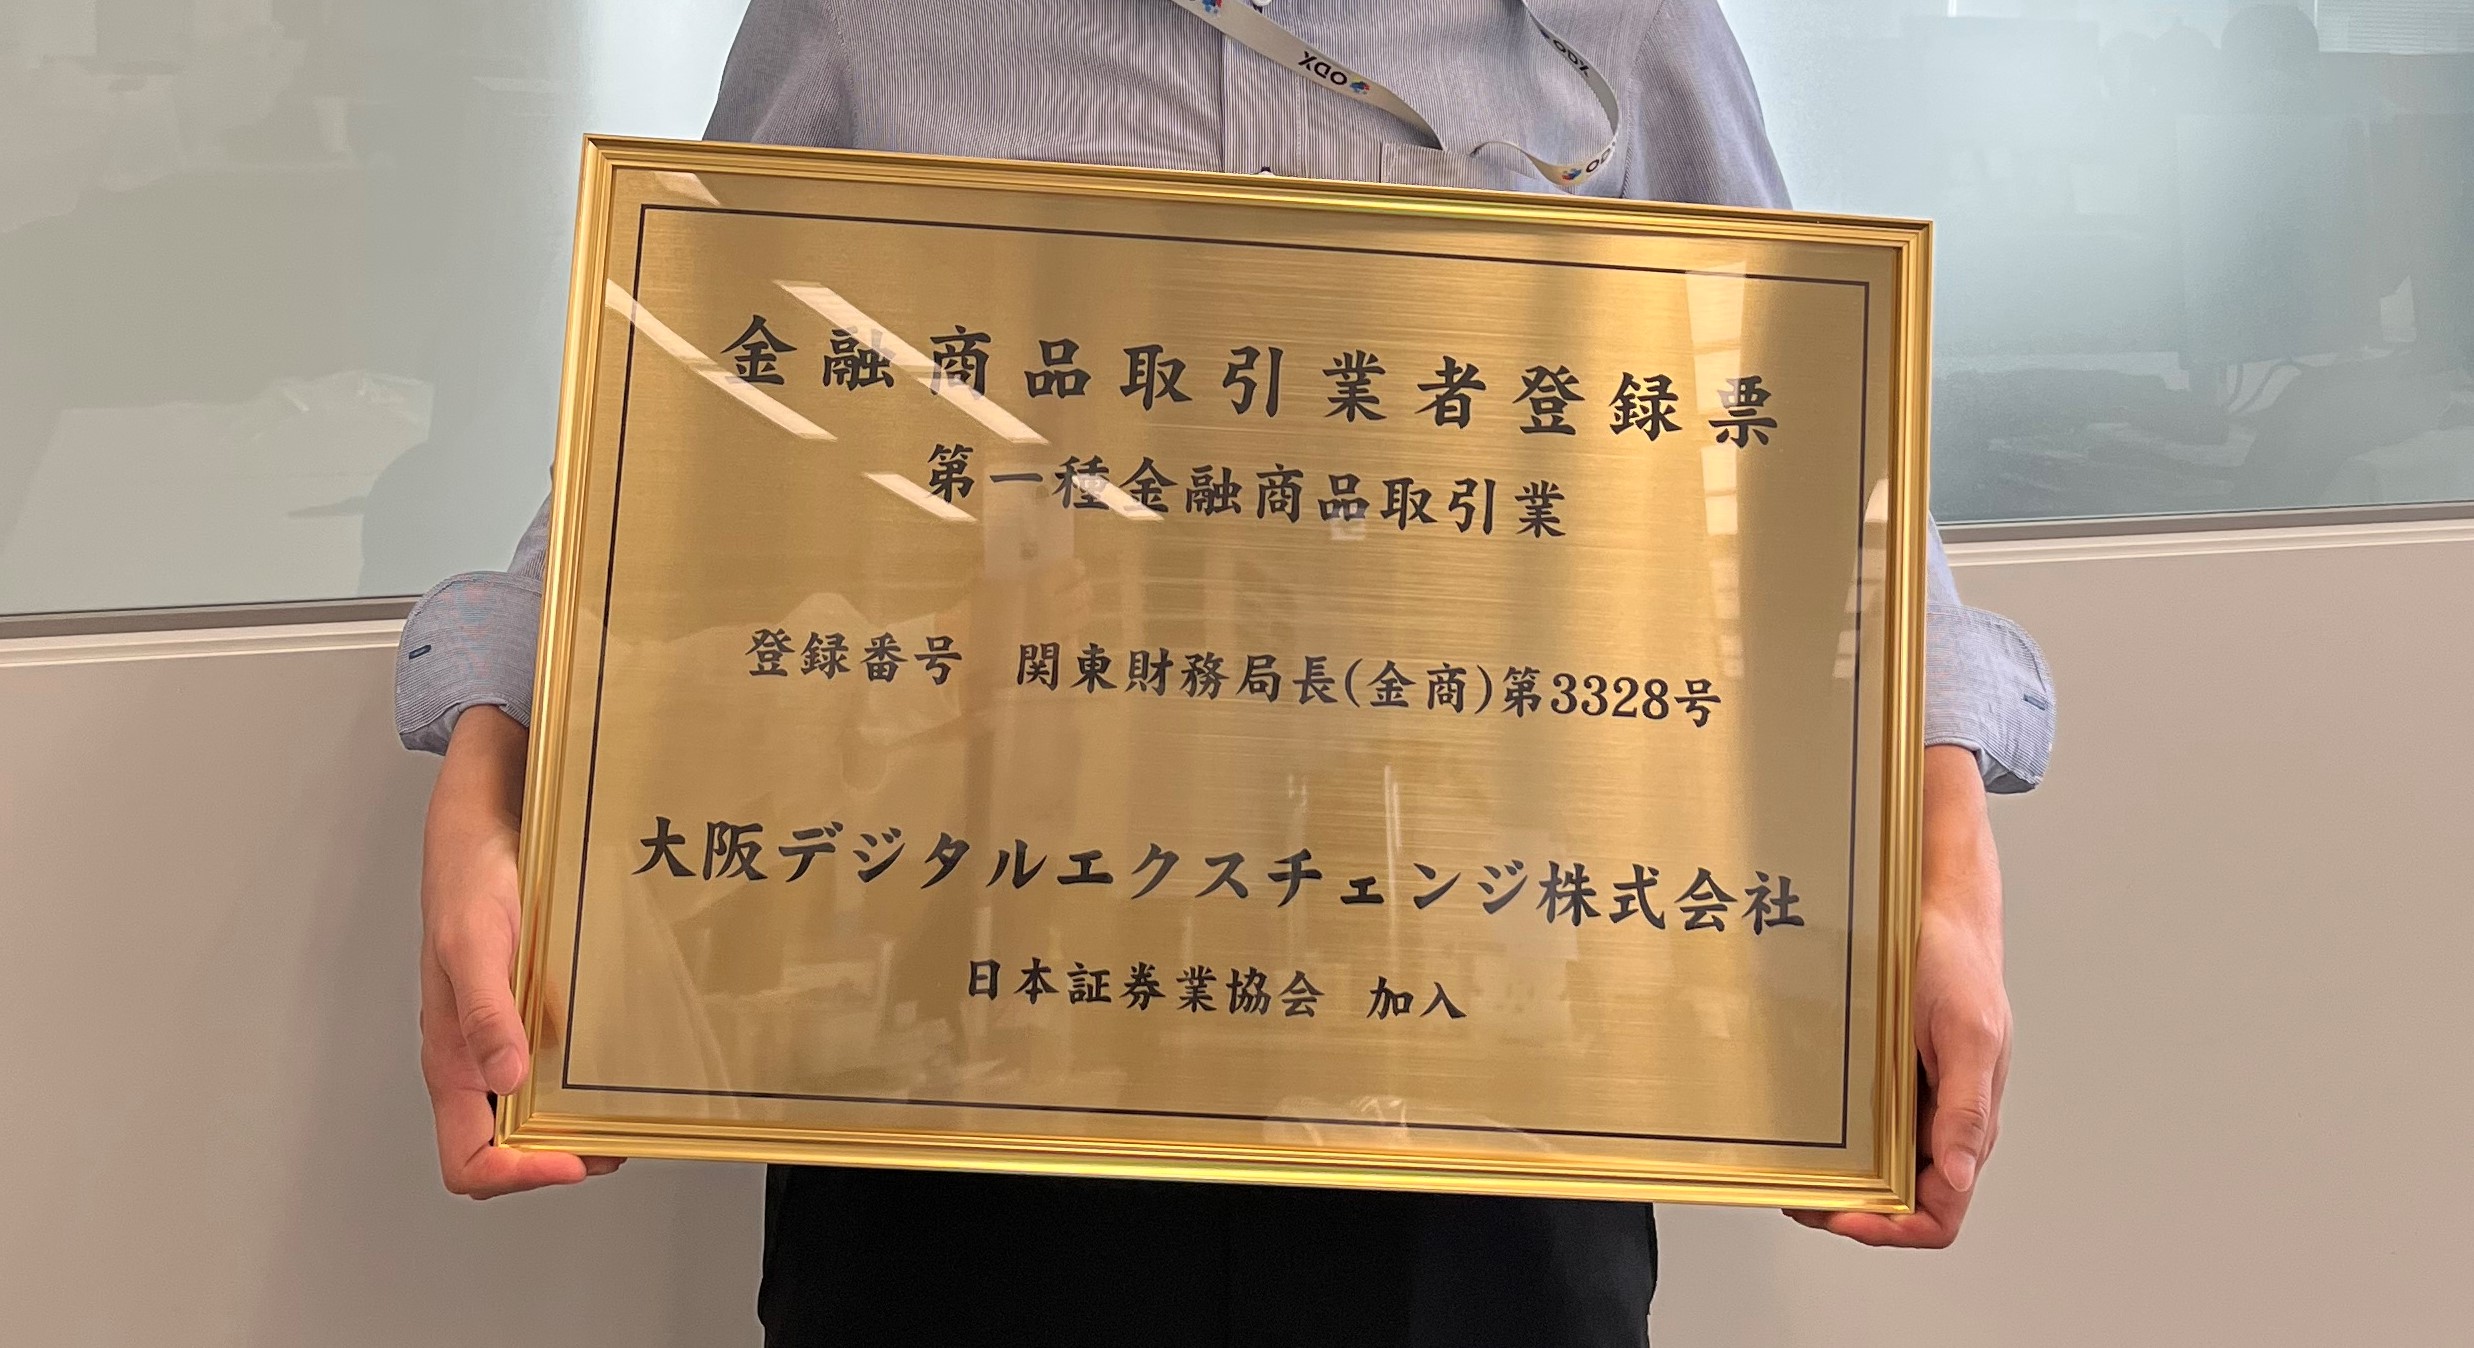 ODX
ODX
金融商品取引業者登録票
第一種金融商品取引業
登録番号　関東財務局長(金商)第3328号
大阪デジタルエクスチェンジ株式会社
日本証券業協会　加入